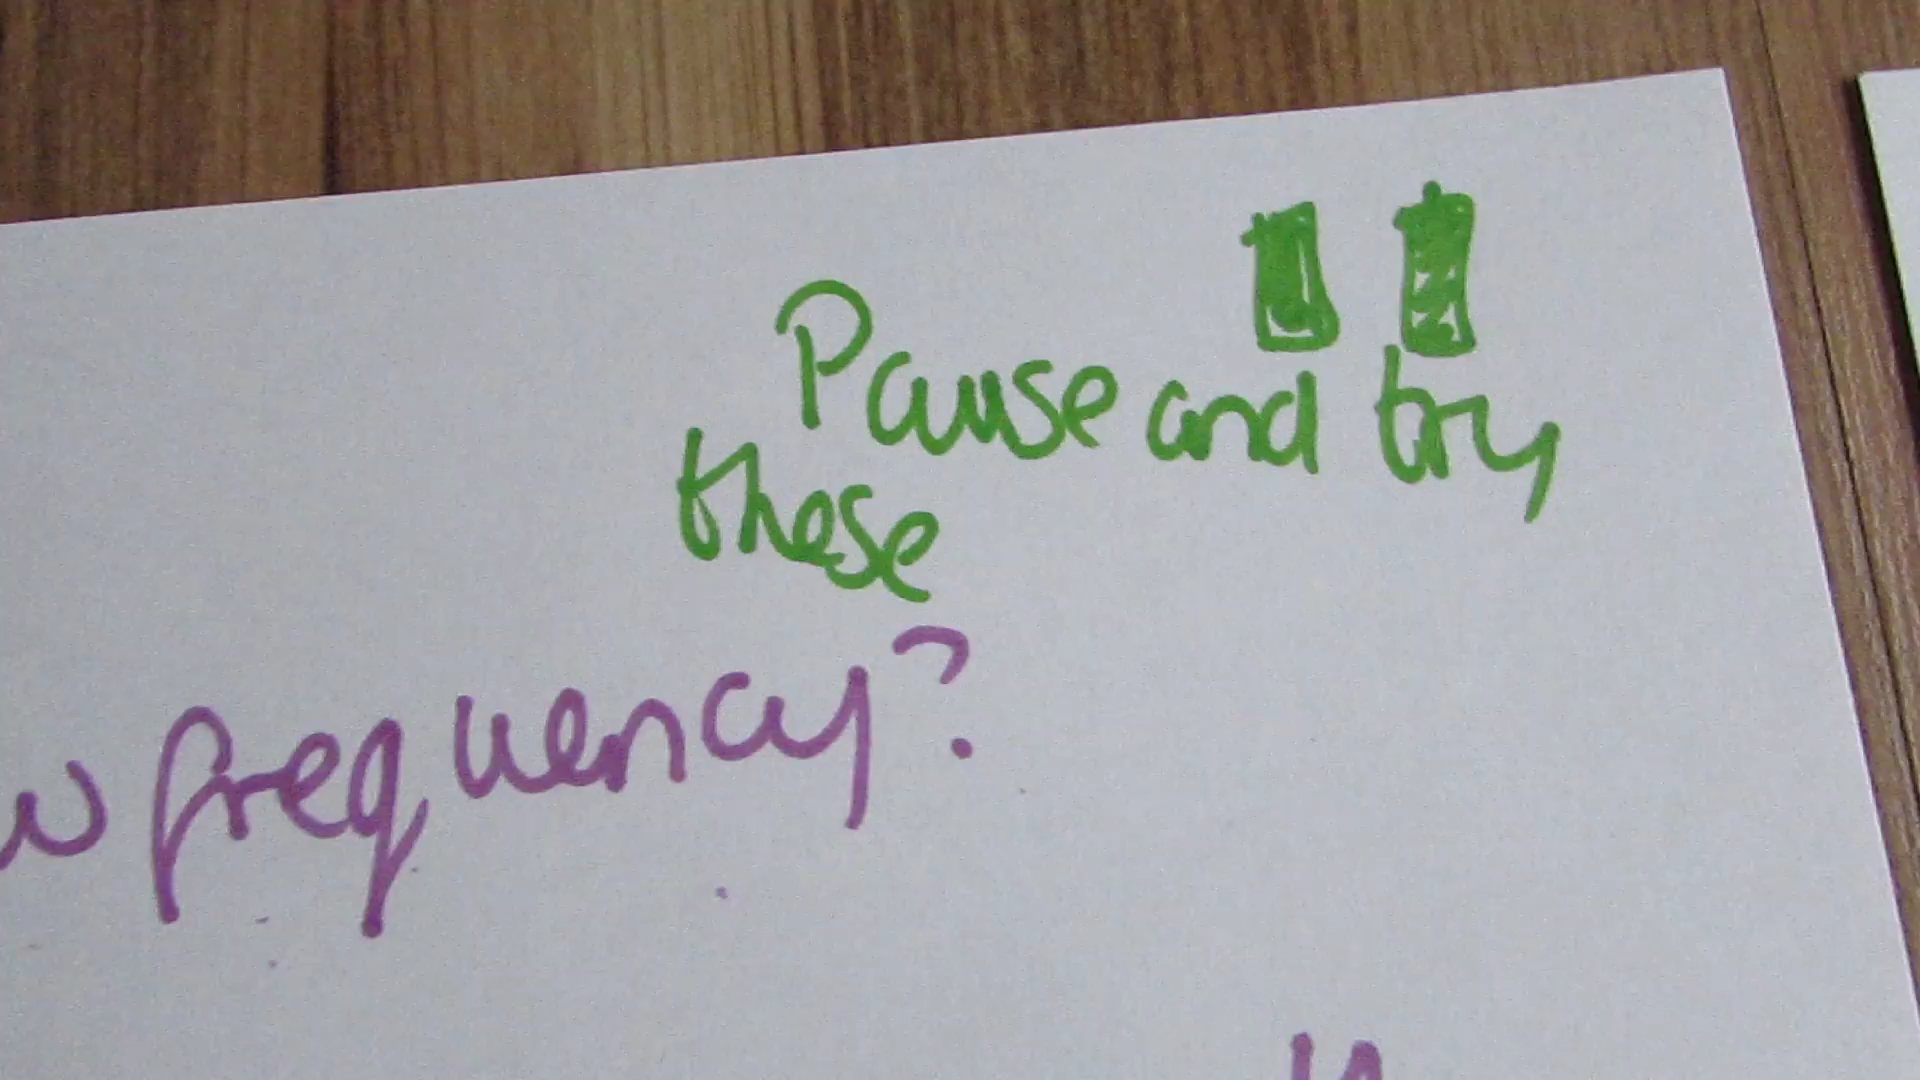 Pause and try
these
frequency?